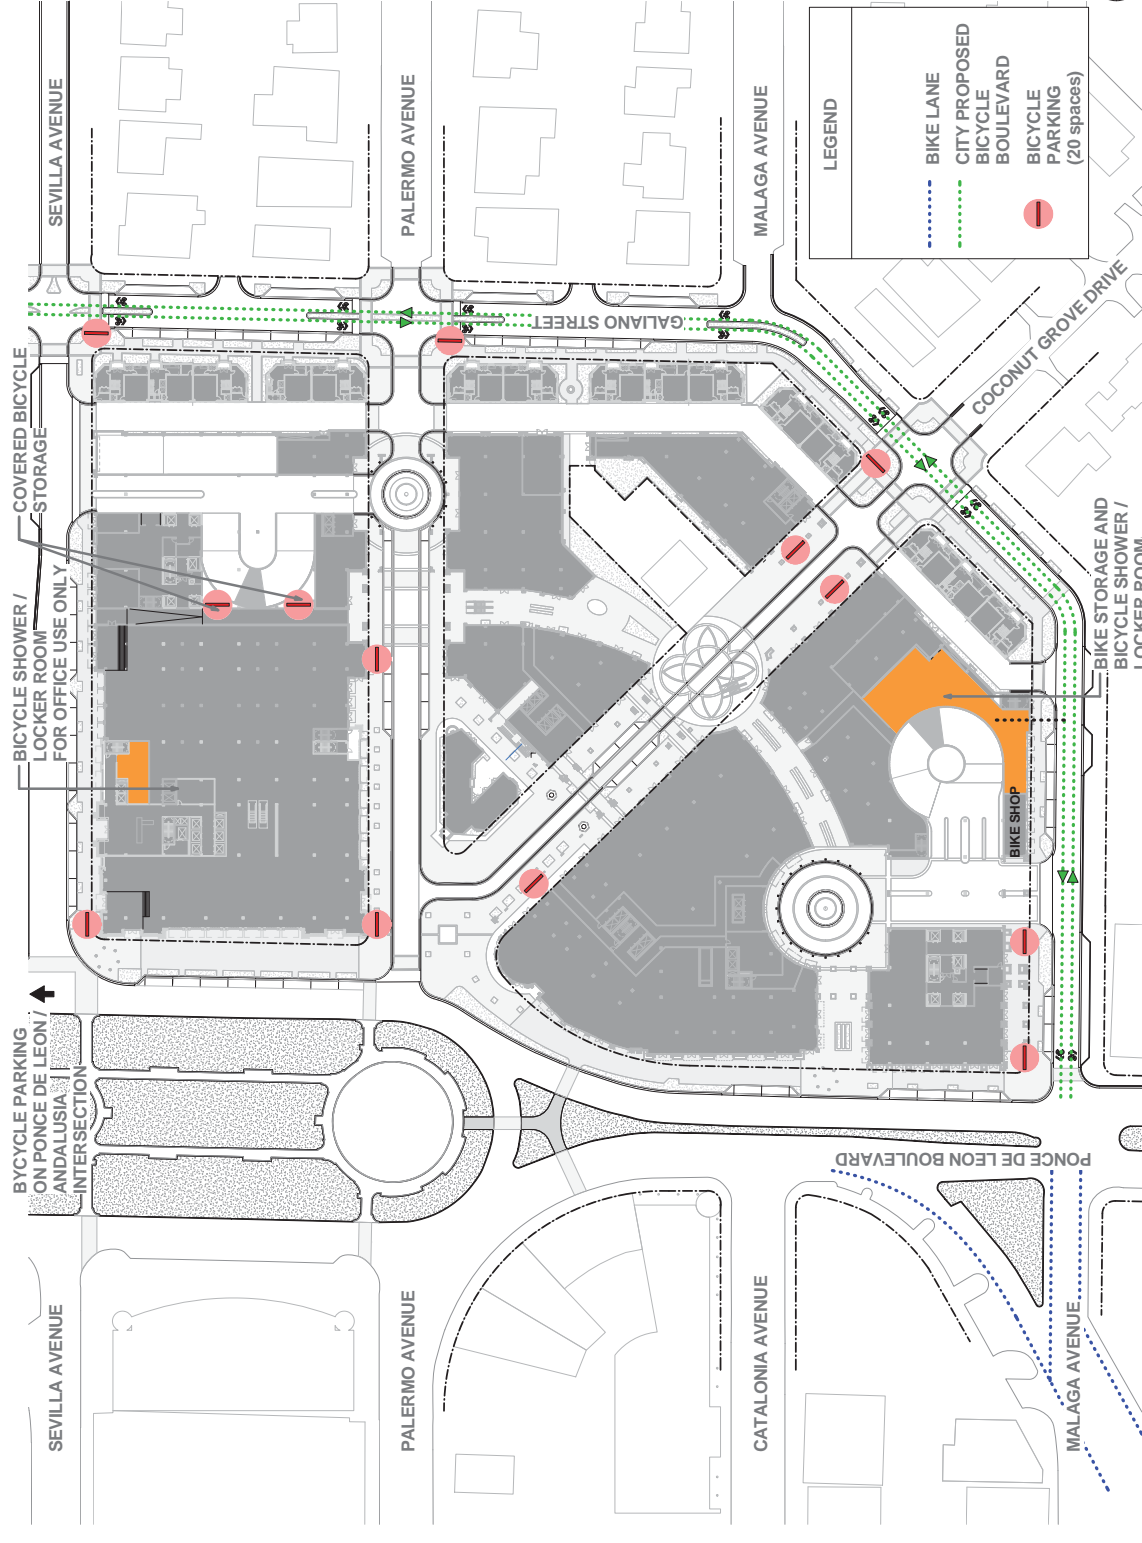 SEVILLA AVENUE
PALERMO AVENUE
MALAGA AVENUE
LEGEND
BIKE LANE
CITY PROPOSED
BICYCLE
BOULEVARD
BICYCLE
PARKING
(20 spaces)
COVERED BICYCLE
STORAGE
GALIANO STREET
COCONUT GROVE DRIVE
BICYCLE SHOWER /
LOCKER ROOM
FOR OFFICE USE ONLY
BIKE STORAGE AND
BICYCLE SHOWER /
LOCKER ROOM
BIKE SHOP
BYCYCLE PARKING
ON PONCE DE LEON /
ANDALUSIA
INTERSECTION
PONCE DE LEON BOULEVARD
SEVILLA AVENUE
PALERMO AVENUE
CATALONIA AVENUE
MALAGA AVENUE